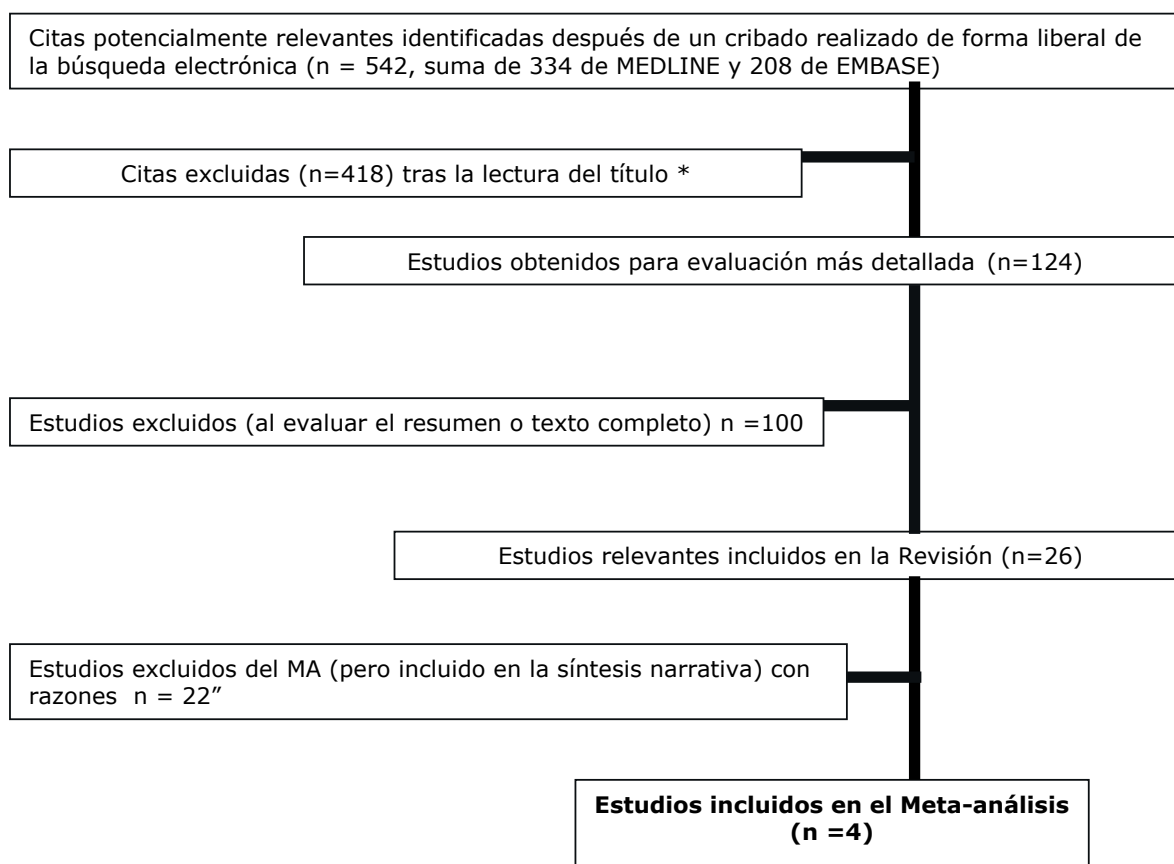 Citas potencialmente relevantes identificadas después de un cribado realizado de forma liberal de
la búsqueda electrónica (n = 542, suma de 334 de MEDLINE y 208 de EMBASE)
Citas excluidas (n=418) tras la lectura del título *
Estudios obtenidos para evaluación más detallada (n=124)
Estudios excluidos (al evaluar el resumen o texto completo) n =100
Estudios relevantes incluidos en la Revisión (n=26)
Estudios excluidos del MA (pero incluido en la síntesis narrativa) con
razones n = 22”
Estudios incluidos en el Meta-análisis
(n =4)